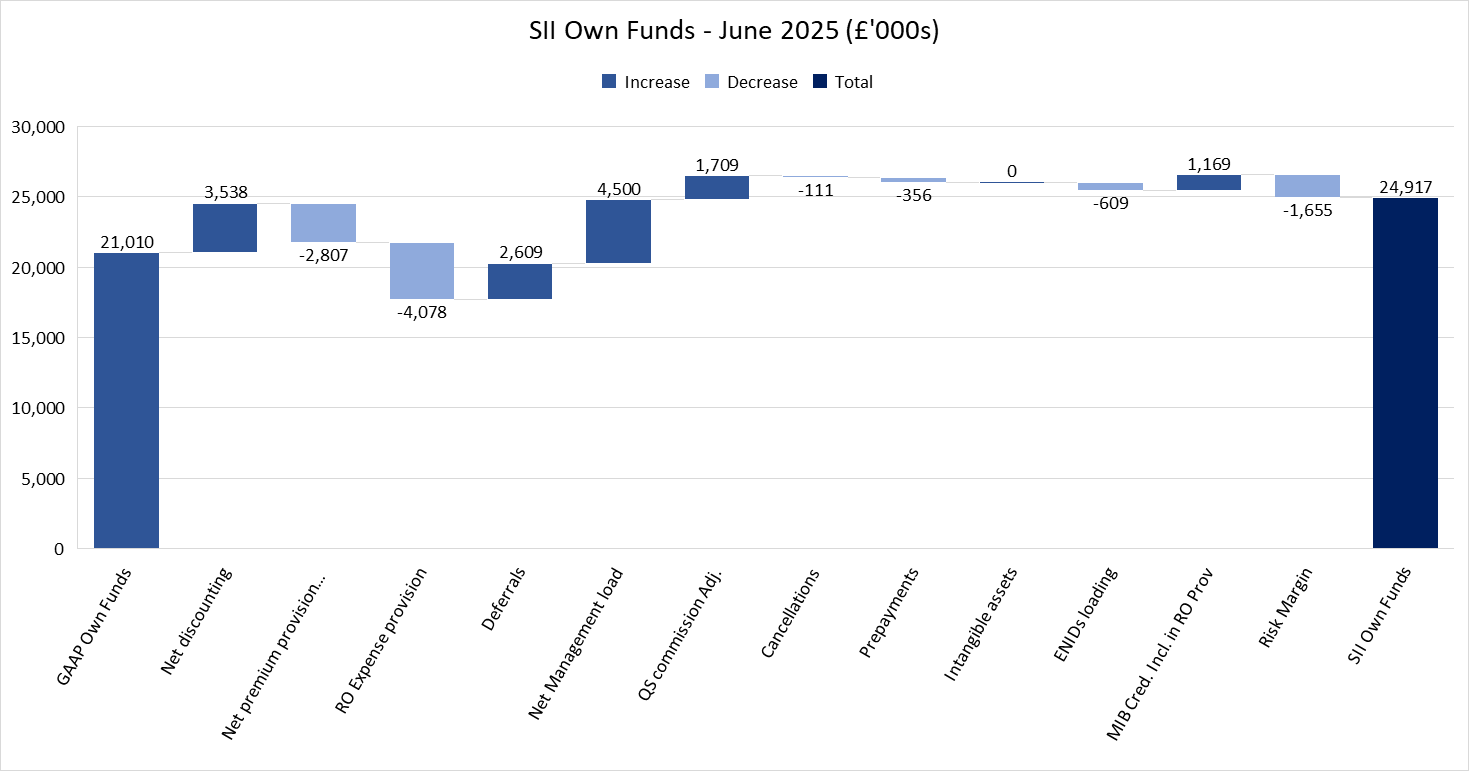 SII Own Funds - June 2025 (£'000s)
Increase Decrease Total
30,000
25,000
20,000
15,000
10,000
5,000
0
21,010
3,538
-2,807
-4,078
2,609
4,500
1,709
-111
-356
0
-609
1,169
-1,655
24,917
GAAP Own Funds
Net discounting
Net premium provision...
RO Expense provision
Deferrals
Net Management load
QS commission Adj.
Cancellations
Prepayments
Intangible assets
ENIDs loading
MIB Cred. Incl. in RO Prov
Risk Margin
SII Own Funds